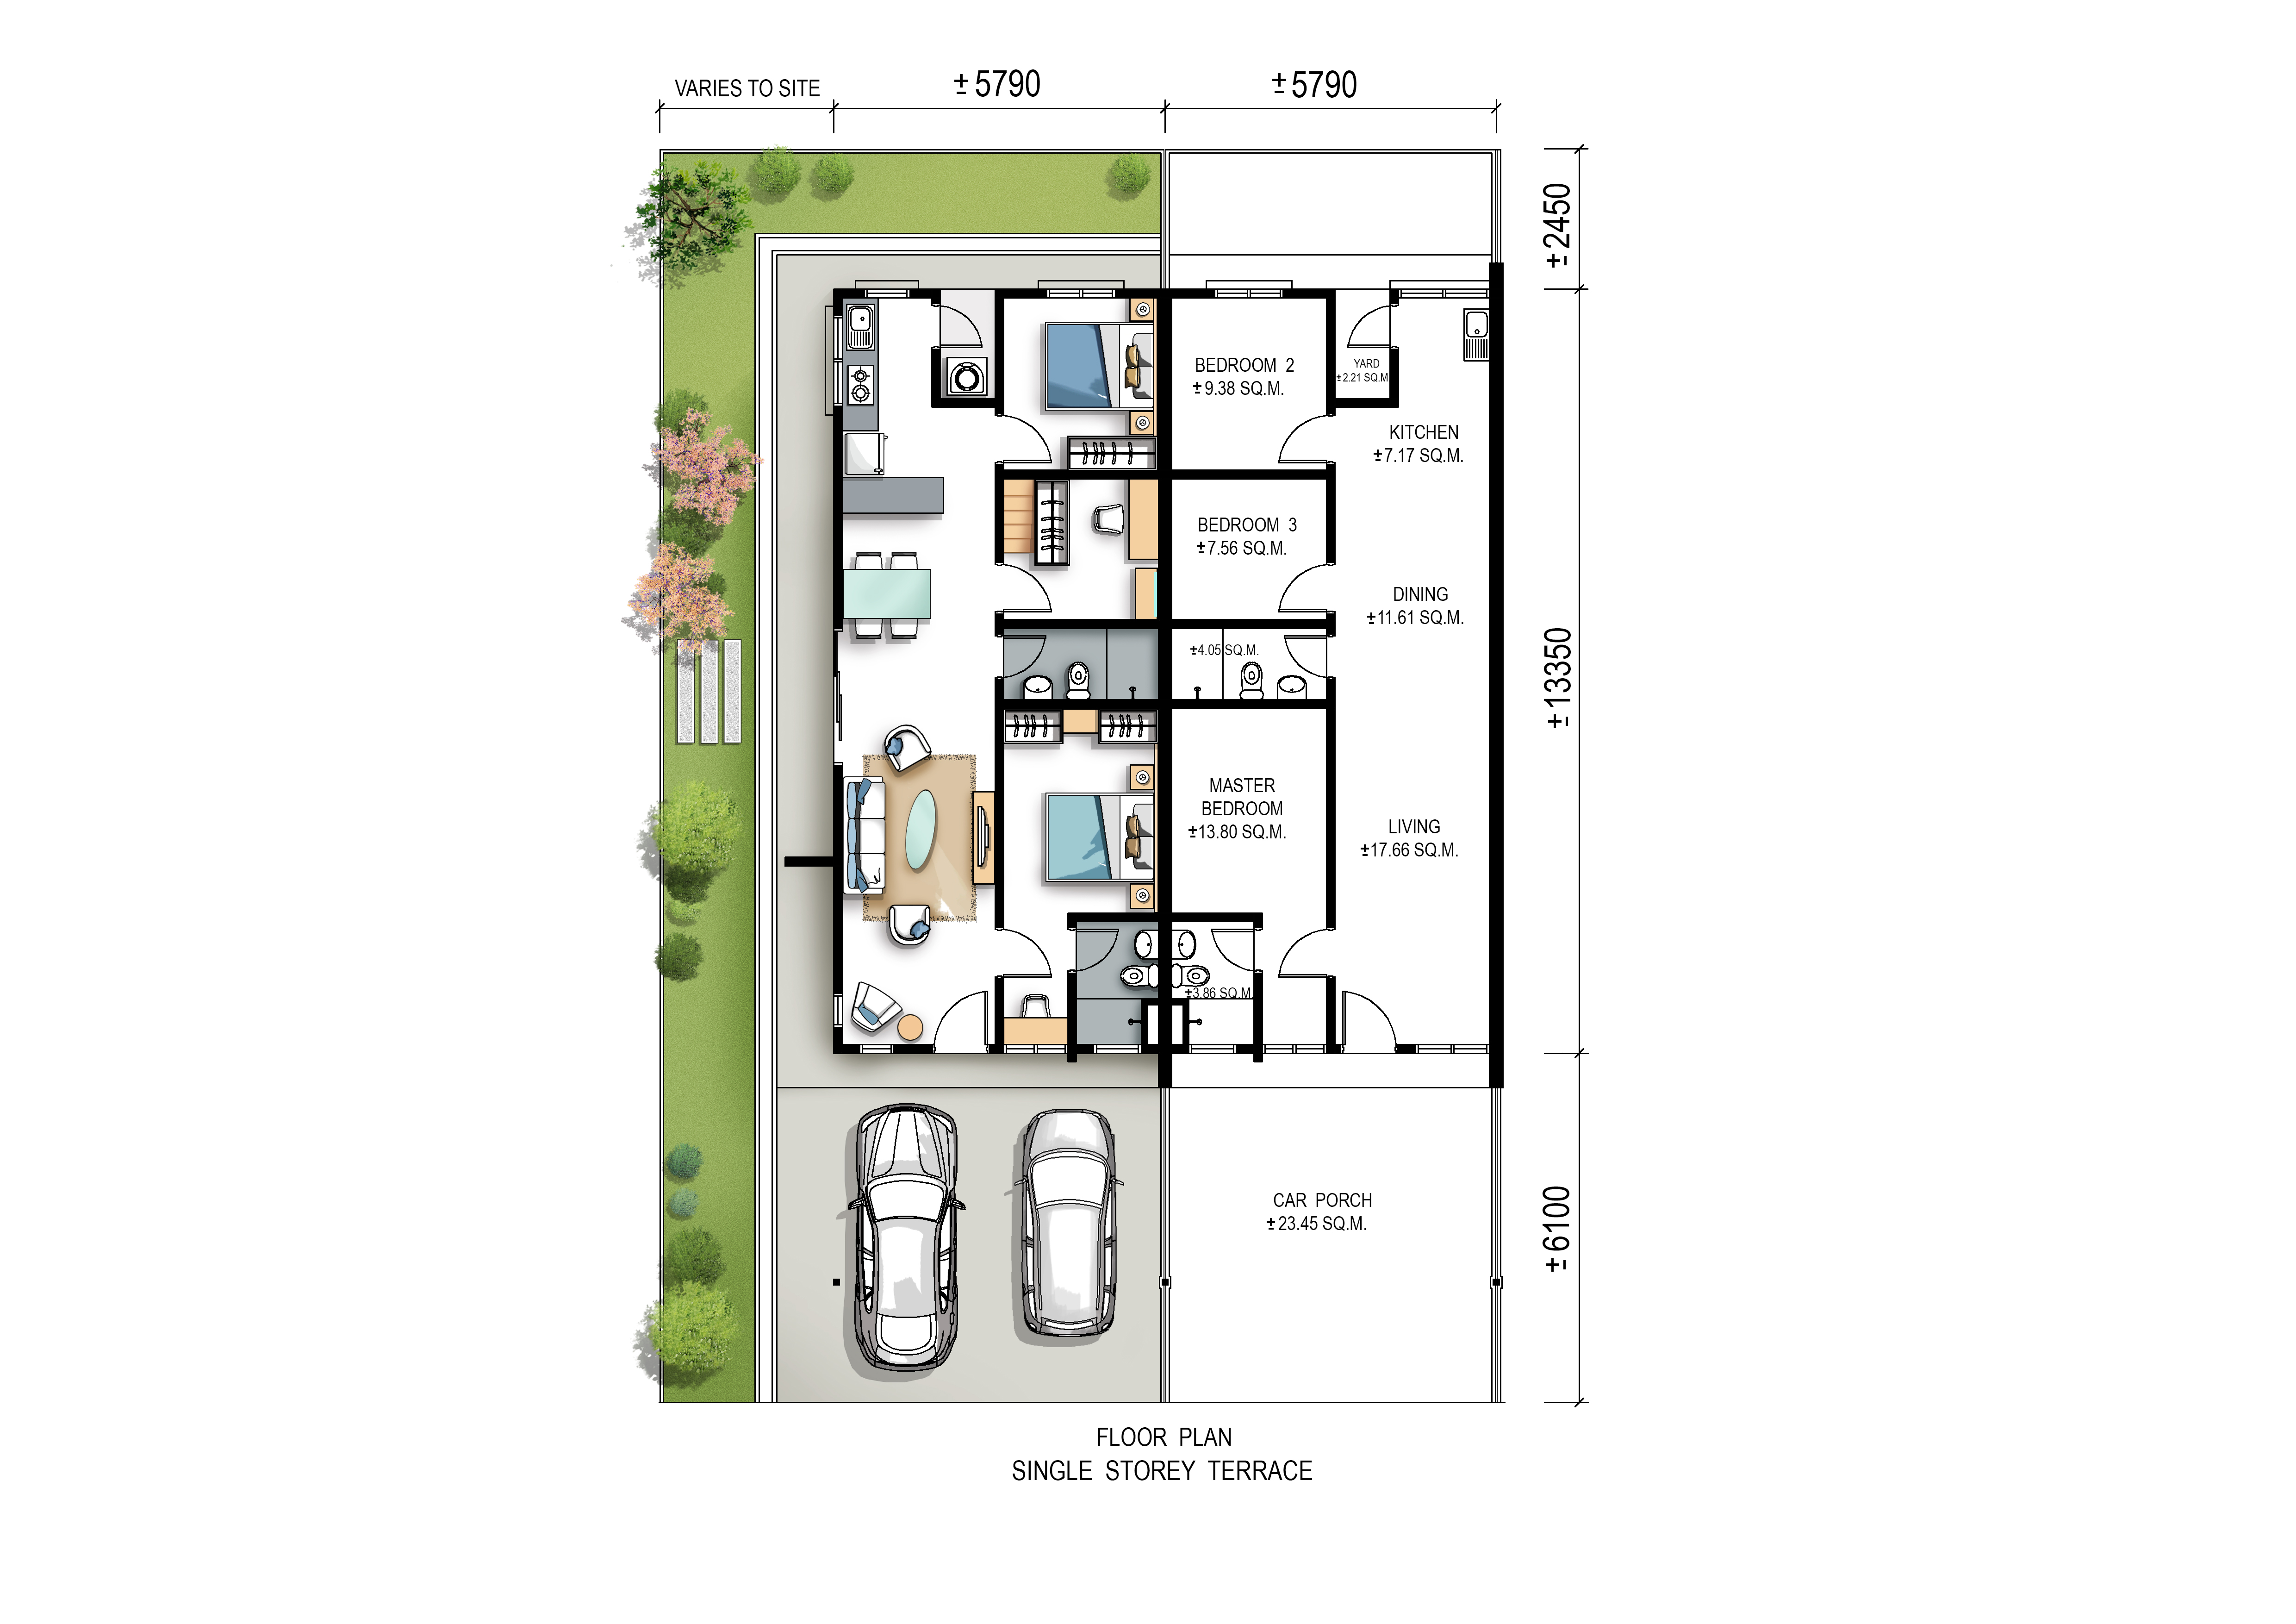 VARIES TO SITE
±5790
±5790
±2450
BEDROOM 2
±9.38 SQ.M.
YARD
±2.21 SQ.M.
KITCHEN
±7.17 SQ.M.
BEDROOM 3
±7.56 SQ.M.
DINING
±11.61 SQ.M.
±4.05 SQ.M.
±13350
MASTER
BEDROOM
±13.80 SQ.M.
LIVING
±17.66 SQ.M.
±3.86 SQ.M.
CAR PORCH
±23.45 SQ.M.
±6100
FLOOR PLAN
SINGLE STOREY TERRACE